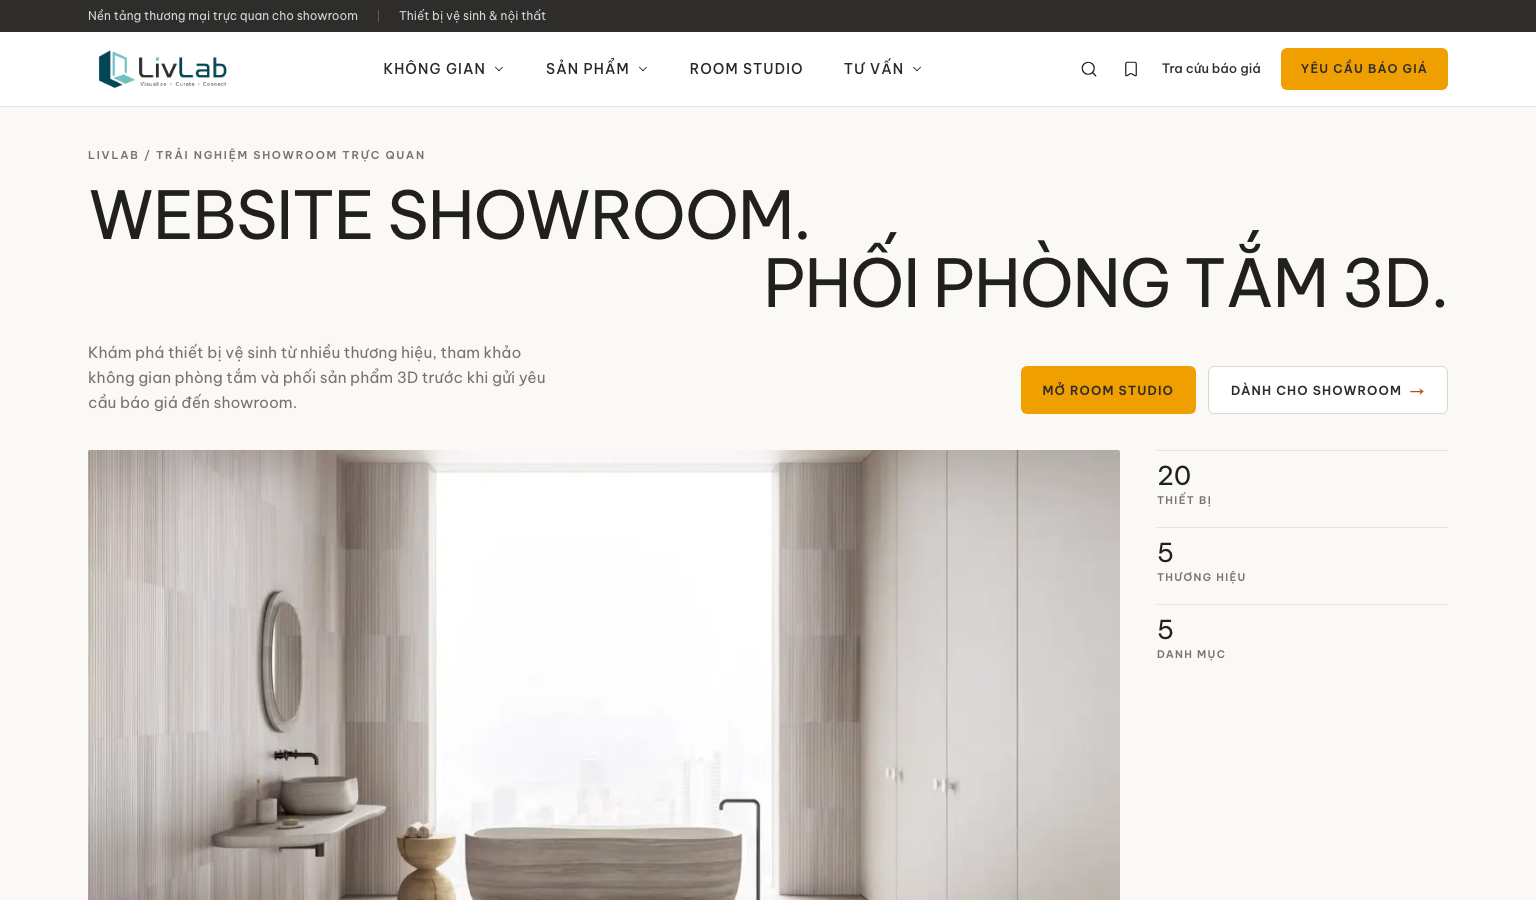 Nền tảng thương mại trực quan cho showroom
Thiết bị vệ sinh & nội thất
LivLab
Visualize • Curate • Connect
KHÔNG GIAN
SẢN PHẨM
ROOM STUDIO
TƯ VẤN
Tra cứu báo giá
YÊU CẦU BÁO GIÁ
LIVLAB / TRẢI NGHIỆM SHOWROOM TRỰC QUAN
WEBSITE SHOWROOM.
PHỐI PHÒNG TẮM 3D.
Khám phá thiết bị vệ sinh từ nhiều thương hiệu, tham khảo
không gian phòng tắm và phối sản phẩm 3D trước khi gửi yêu
cầu báo giá đến showroom.
MỞ ROOM STUDIO
DÀNH CHO SHOWROOM →
20
THIẾT BỊ
5
THƯƠNG HIỆU
5
DANH MỤC